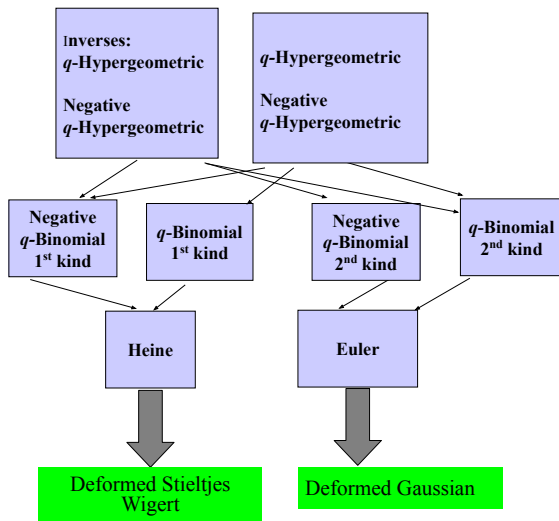 Inverses:
q-Hypergeometric
Negative
q-Hypergeometric
q-Hypergeometric
Negative
q-Hypergeometric
Negative
q-Binomial
1st kind
q-Binomial
1st kind
Negative
q-Binomial
2nd kind
q-Binomial
2nd kind
Heine
Euler
Deformed Stieltjes
Wigert
Deformed Gaussian